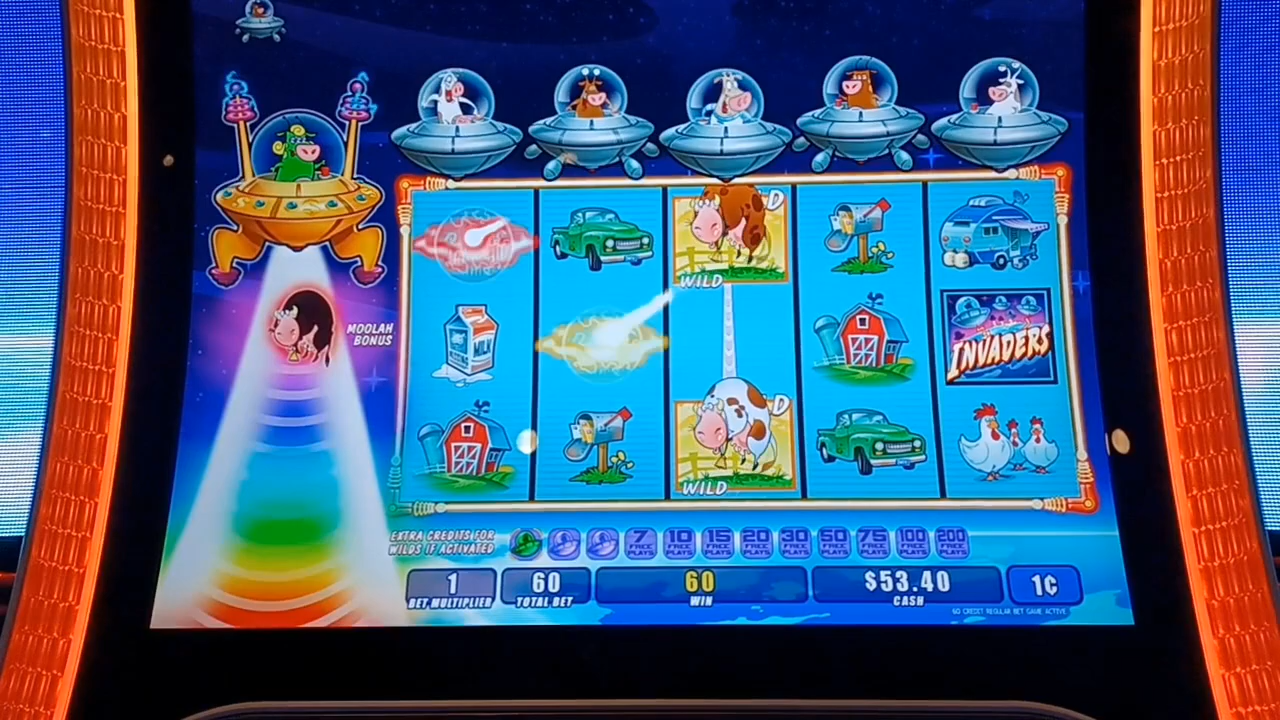 D
WILD
MOOLAH
BONUS
MILK
INVADERS
D
WILD
EXTRA CREDITS FOR
WILDS IF ACTIVATED
7 FREE PLAYS
10 FREE PLAYS
15 FREE PLAYS
20 FREE PLAYS
30 FREE PLAYS
50 FREE PLAYS
75 FREE PLAYS
100 FREE PLAYS
200 FREE PLAYS
1
BET MULTIPLIER
60
TOTAL BET
60
WIN
$53.40
CASH
1¢
60 CREDIT REGULAR BET GAME ACTIVE